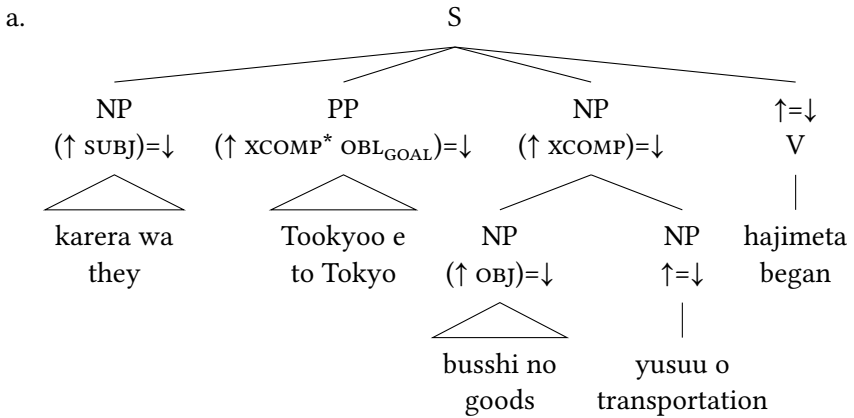 a.
S
NP PP NP ↑=↓
(↑ SUBJ)=↓ (↑ XCOMP* OBL_GOAL)=↓ (↑ XCOMP)=↓ V
karera wa Tookyoo e NP NP hajimeta
they to Tokyo (↑ OBJ)=↓ ↑=↓ began
busshi no yusuu o
goods transportation